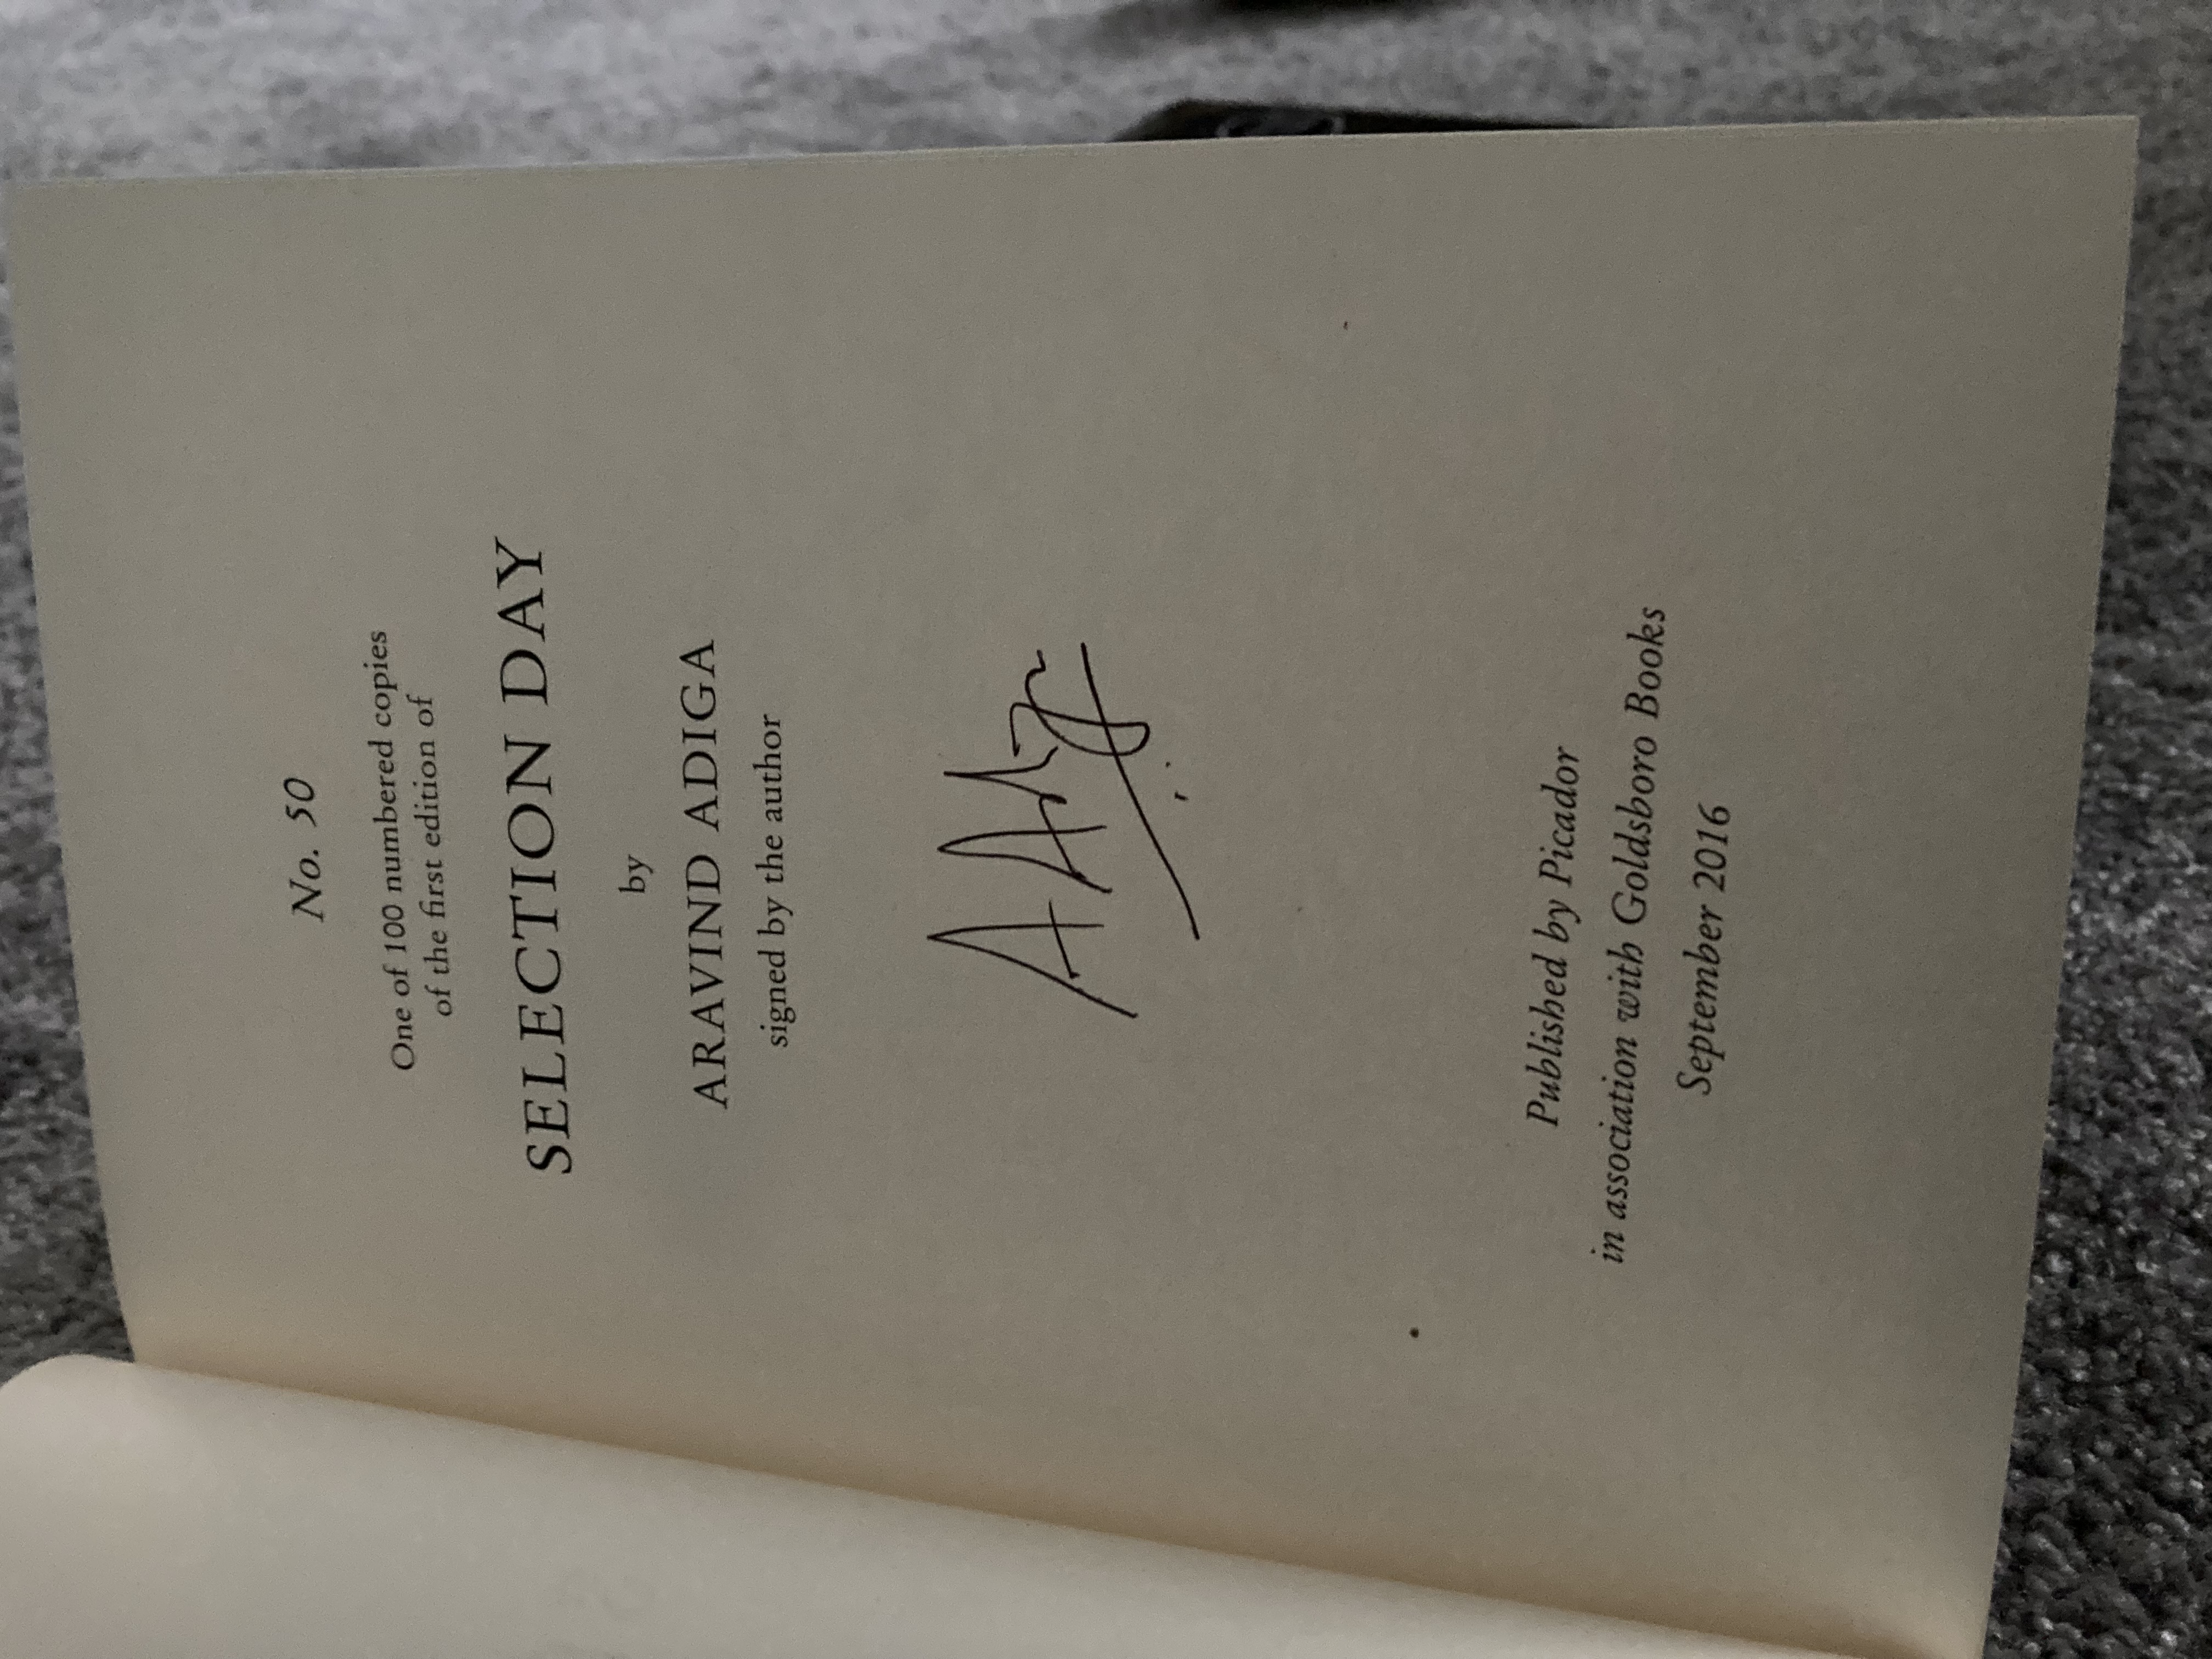 No. 50
One of 100 numbered copies
of the first edition of
SELECTION DAY
by
ARAVIND ADIGA
signed by the author
Published by Picador
in association with Goldsboro Books
September 2016